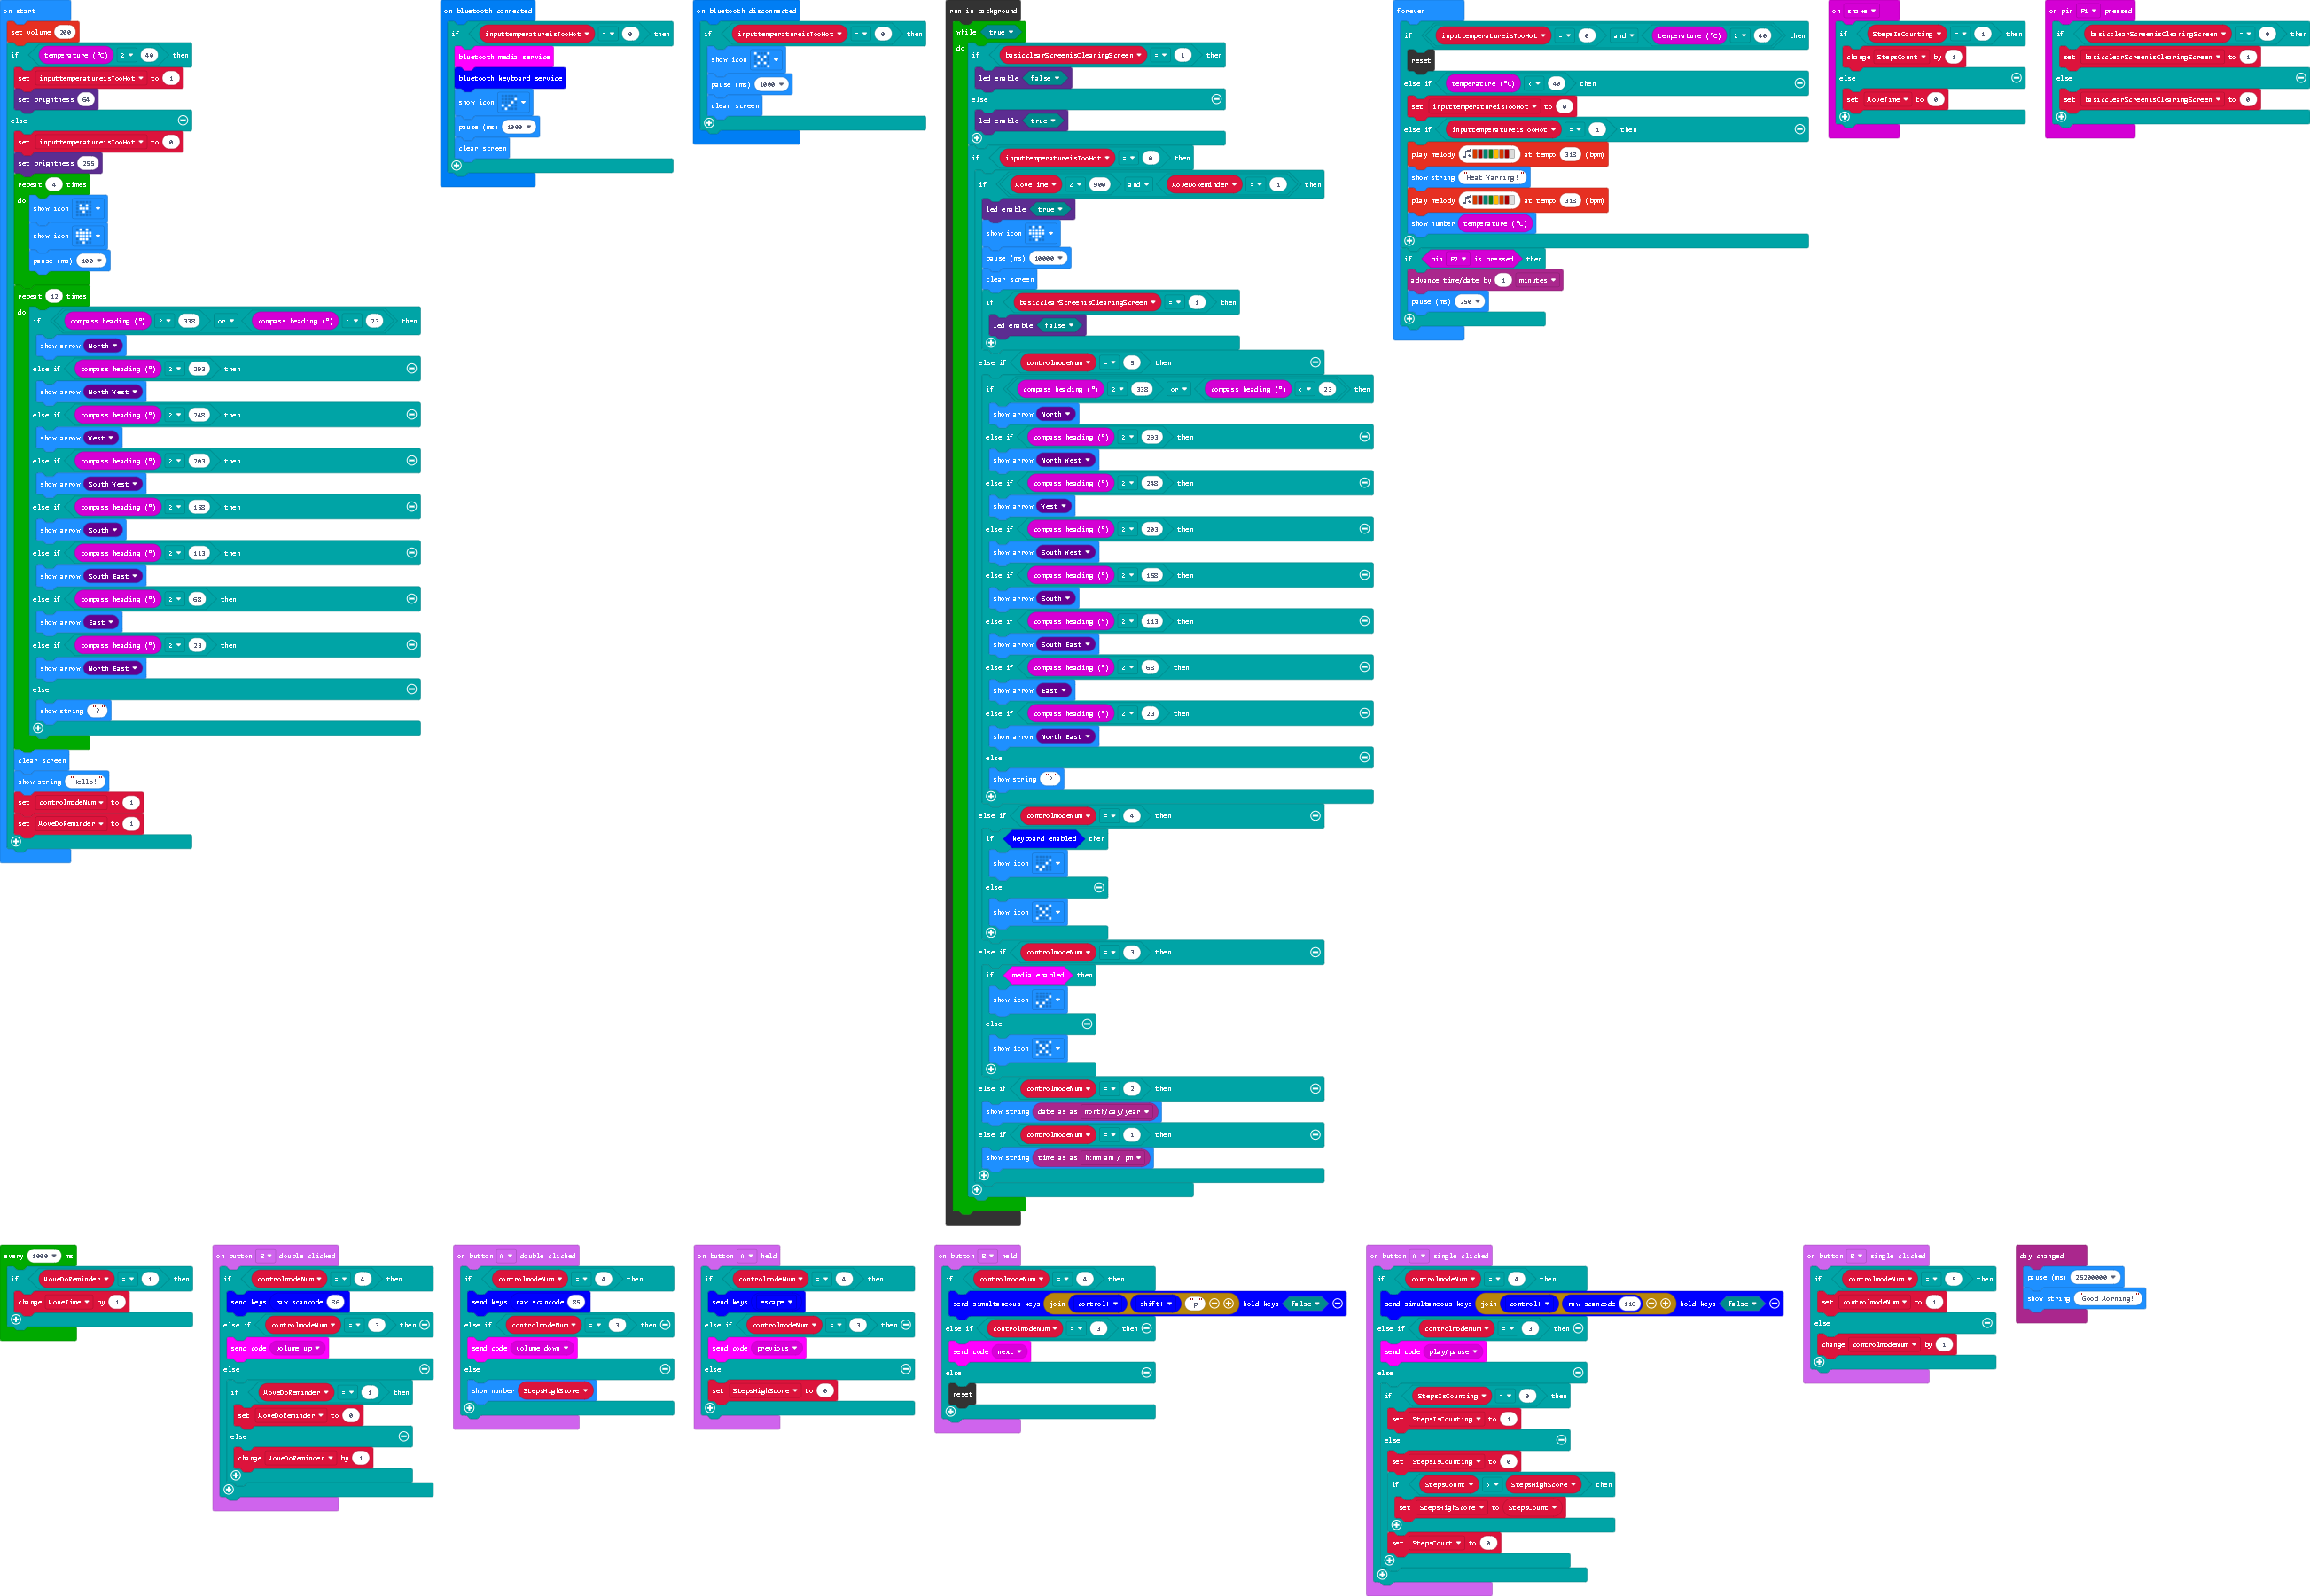 on start
set volume 200
if temperature (°C) ≥ 40 then
set inputtemperatureisTooHot to 1
set brightness 64
else
set inputtemperatureisTooHot to 0
set brightness 255
repeat 4 times
do show icon
show icon
pause (ms) 100
repeat 12 times
do if compass heading (°) ≥ 338 or compass heading (°) < 23 then
show arrow North
else if compass heading (°) ≥ 293 then
show arrow North West
else if compass heading (°) ≥ 248 then
show arrow West
else if compass heading (°) ≥ 203 then
show arrow South West
else if compass heading (°) ≥ 158 then
show arrow South
else if compass heading (°) ≥ 113 then
show arrow South East
else if compass heading (°) ≥ 68 then
show arrow East
else if compass heading (°) ≥ 23 then
show arrow North East
else
show string "?"
clear screen
show string "Hello!"
set controlmodeNum to 1
set MoveDoReminder to 1
on bluetooth connected
if inputtemperatureisTooHot = 0 then
bluetooth media service
bluetooth keyboard service
show icon
pause (ms) 1000
clear screen
on bluetooth disconnected
if inputtemperatureisTooHot = 0 then
show icon
pause (ms) 1000
clear screen
run in background
while true
do if basicclearScreenisClearingScreen = 1 then
led enable false
else
led enable true
if inputtemperatureisTooHot = 0 then
if MoveTime ≥ 900 and MoveDoReminder = 1 then
led enable true
show icon
pause (ms) 10000
clear screen
if basicclearScreenisClearingScreen = 1 then
led enable false
else if controlmodeNum = 5 then
if compass heading (°) ≥ 338 or compass heading (°) < 23 then
show arrow North
else if compass heading (°) ≥ 293 then
show arrow North West
else if compass heading (°) ≥ 248 then
show arrow West
else if compass heading (°) ≥ 203 then
show arrow South West
else if compass heading (°) ≥ 158 then
show arrow South
else if compass heading (°) ≥ 113 then
show arrow South East
else if compass heading (°) ≥ 68 then
show arrow East
else if compass heading (°) ≥ 23 then
show arrow North East
else
show string "?"
else if controlmodeNum = 4 then
if keyboard enabled then
show icon
else
show icon
else if controlmodeNum = 3 then
if media enabled then
show icon
else
show icon
else if controlmodeNum = 2 then
show string date as as month/day/year
else if controlmodeNum = 1 then
show string time as as h:mm am / pm
forever
if inputtemperatureisTooHot = 0 and temperature (°C) ≥ 40 then
reset
else if temperature (°C) < 40 then
set inputtemperatureisTooHot to 0
else if inputtemperatureisTooHot = 1 then
play melody at tempo 318 (bpm)
show string "Heat Warning!"
play melody at tempo 318 (bpm)
show number temperature (°C)
if pin P2 is pressed then
advance time/date by 1 minutes
pause (ms) 250
on shake
if StepsIsCounting = 1 then
change StepsCount by 1
else
set MoveTime to 0
on pin P1 pressed
if basicclearScreenisClearingScreen = 0 then
set basicclearScreenisClearingScreen to 1
else
set basicclearScreenisClearingScreen to 0
every 1000 ms
if MoveDoReminder = 1 then
change MoveTime by 1
on button B double clicked
if controlmodeNum = 4 then
send keys raw scancode 86
else if controlmodeNum = 3 then
send code volume up
else
if MoveDoReminder = 1 then
set MoveDoReminder to 0
else
change MoveDoReminder by 1
on button A double clicked
if controlmodeNum = 4 then
send keys raw scancode 85
else if controlmodeNum = 3 then
send code volume down
else
show number StepsHighScore
on button A held
if controlmodeNum = 4 then
send keys escape
else if controlmodeNum = 3 then
send code previous
else
set StepsHighScore to 0
on button B held
if controlmodeNum = 4 then
send simultaneous keys join control+ shift+ "p" hold keys false
else if controlmodeNum = 3 then
send code next
else
reset
on button A single clicked
if controlmodeNum = 4 then
send simultaneous keys join control+ raw scancode 116 hold keys false
else if controlmodeNum = 3 then
send code play/pause
else
if StepsIsCounting = 0 then
set StepsIsCounting to 1
else
set StepsIsCounting to 0
if StepsCount > StepsHighScore then
set StepsHighScore to StepsCount
set StepsCount to 0
on button B single clicked
if controlmodeNum = 5 then
set controlmodeNum to 1
else
change controlmodeNum by 1
day changed
pause (ms) 25200000
show string "Good Morning!"